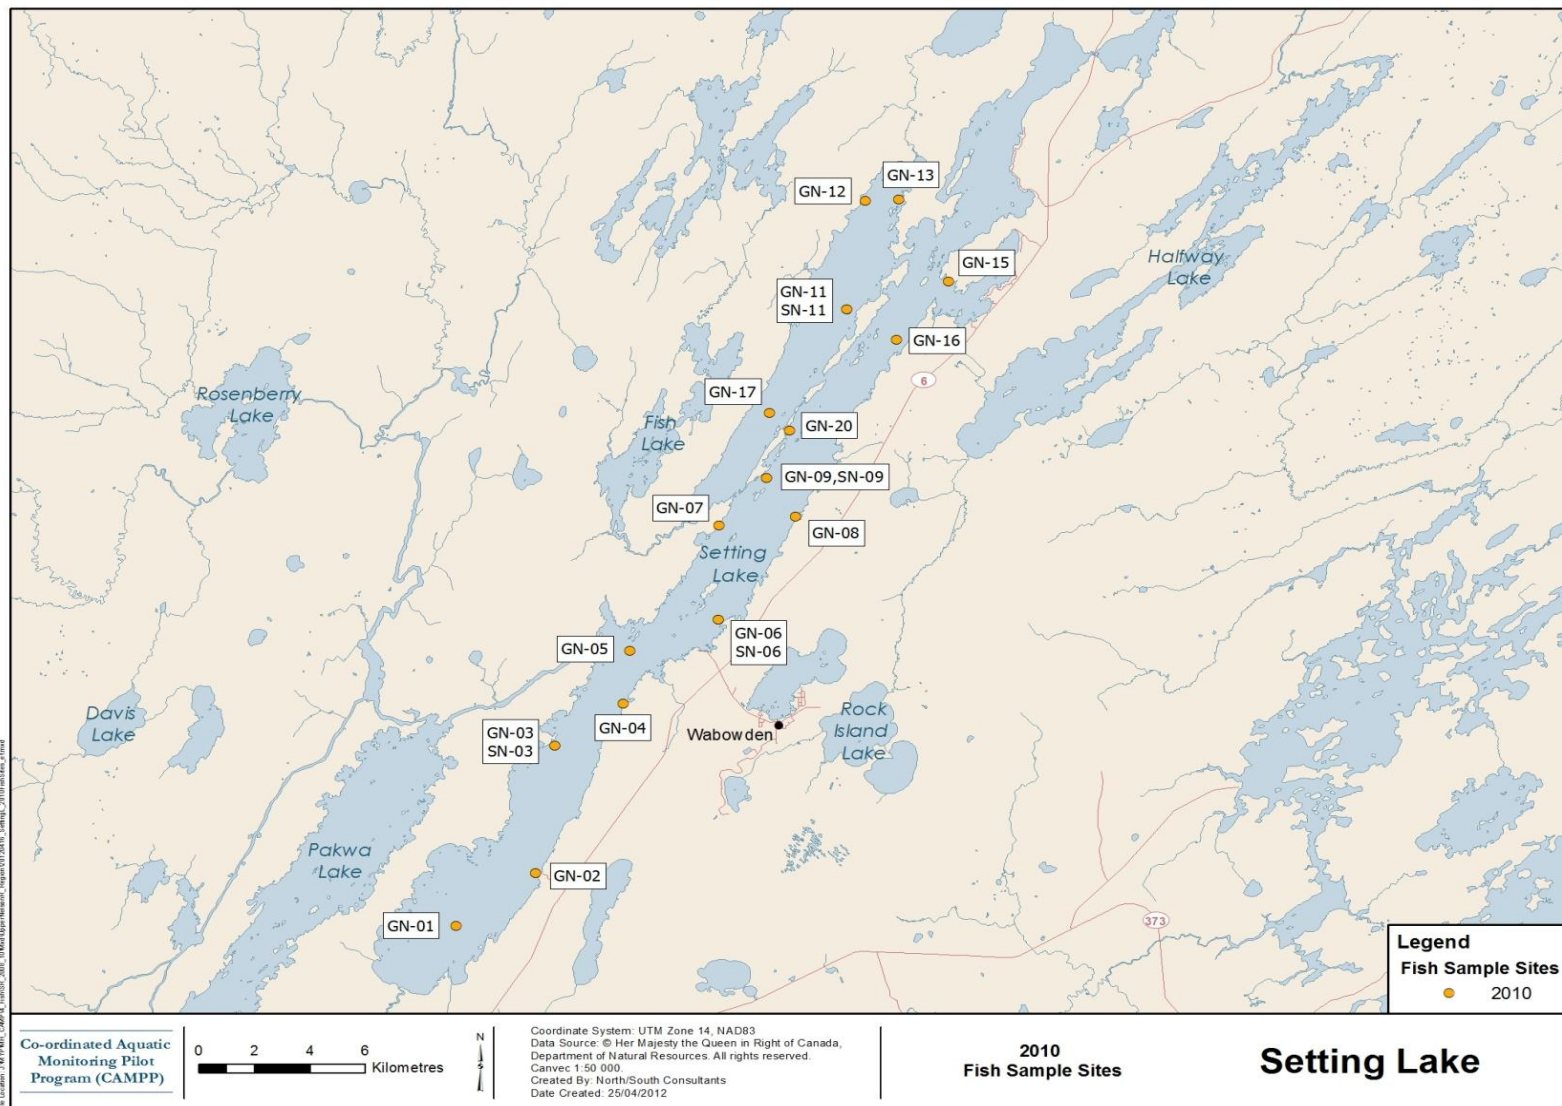 GN-12
GN-13
GN-15
Halfway
Lake
GN-11
SN-11
GN-16
6
GN-17
Rosenberry
Lake
Fish
Lake
GN-20
GN-09,SN-09
GN-07
GN-08
Setting
Lake
GN-06
SN-06
GN-05
Davis
Lake
GN-03
SN-03
GN-04
Wabowden
Rock
Island
Lake
Pakwa
Lake
GN-02
GN-01
373
Legend
Fish Sample Sites
2010
Co-ordinated Aquatic
Monitoring Pilot
Program (CAMPP)
0 2 4 6
Kilometres
N
S
Coordinate System: UTM Zone 14, NAD83
Data Source: © Her Majesty the Queen in Right of Canada,
Department of Natural Resources. All rights reserved.
Canvec 1:50 000.
Created By: North/South Consultants
Date Created: 25/04/2012
2010
Fish Sample Sites
Setting Lake